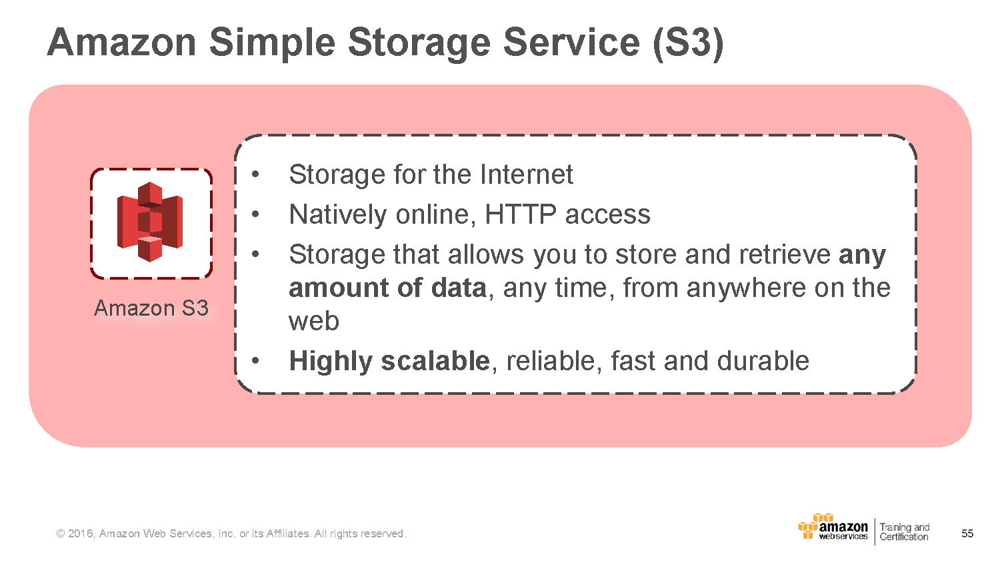 Amazon Simple Storage Service (S3)
• Storage for the Internet
• Natively online, HTTP access
• Storage that allows you to store and retrieve any
amount of data, any time, from anywhere on the
web
• Highly scalable, reliable, fast and durable
Amazon S3
© 2016, Amazon Web Services, Inc. or its Affiliates. All rights reserved.
amazon
webservices
Training and
Certification
55